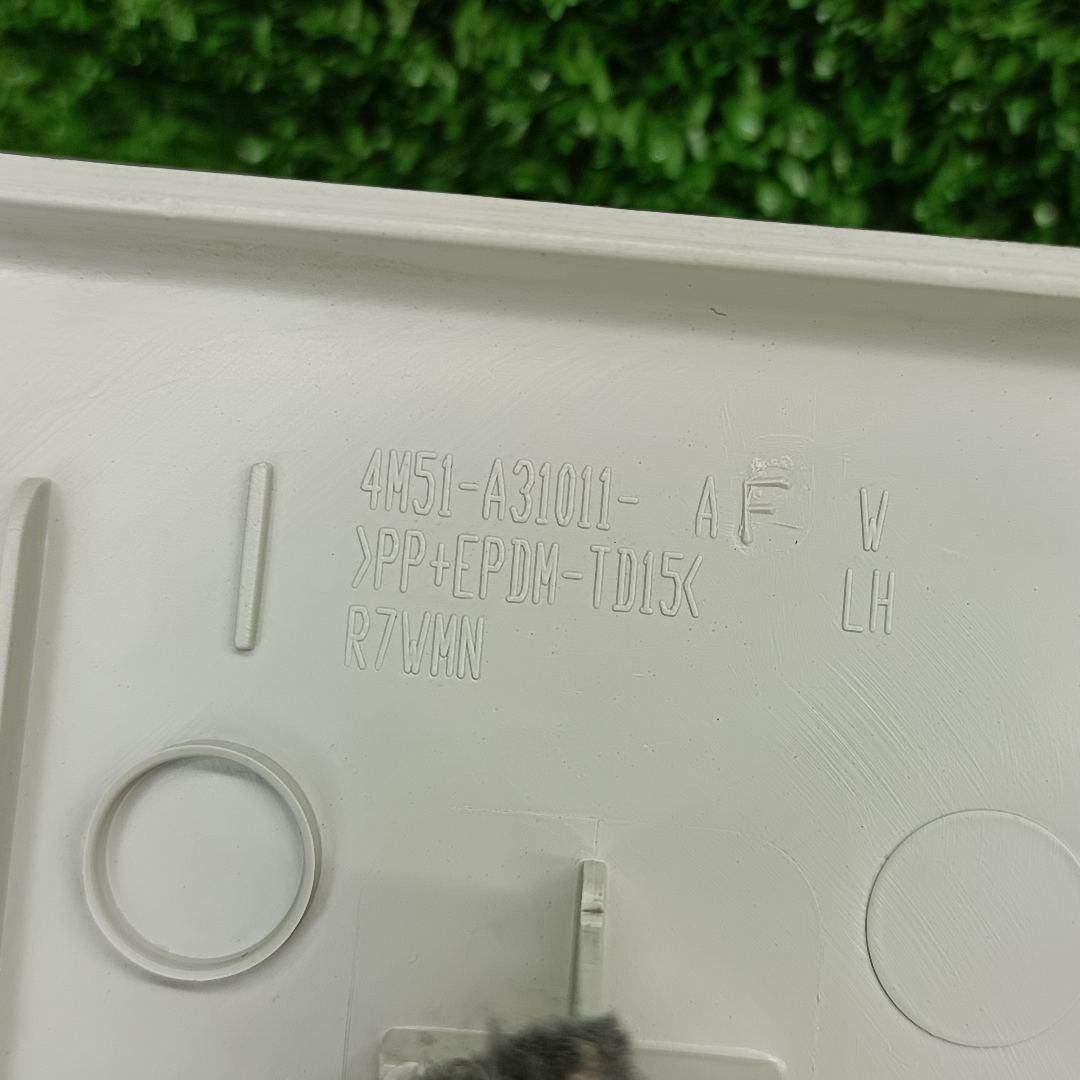 4M51-A31011- AF W
>PP+EPDM-TD15< LH
R7WMN